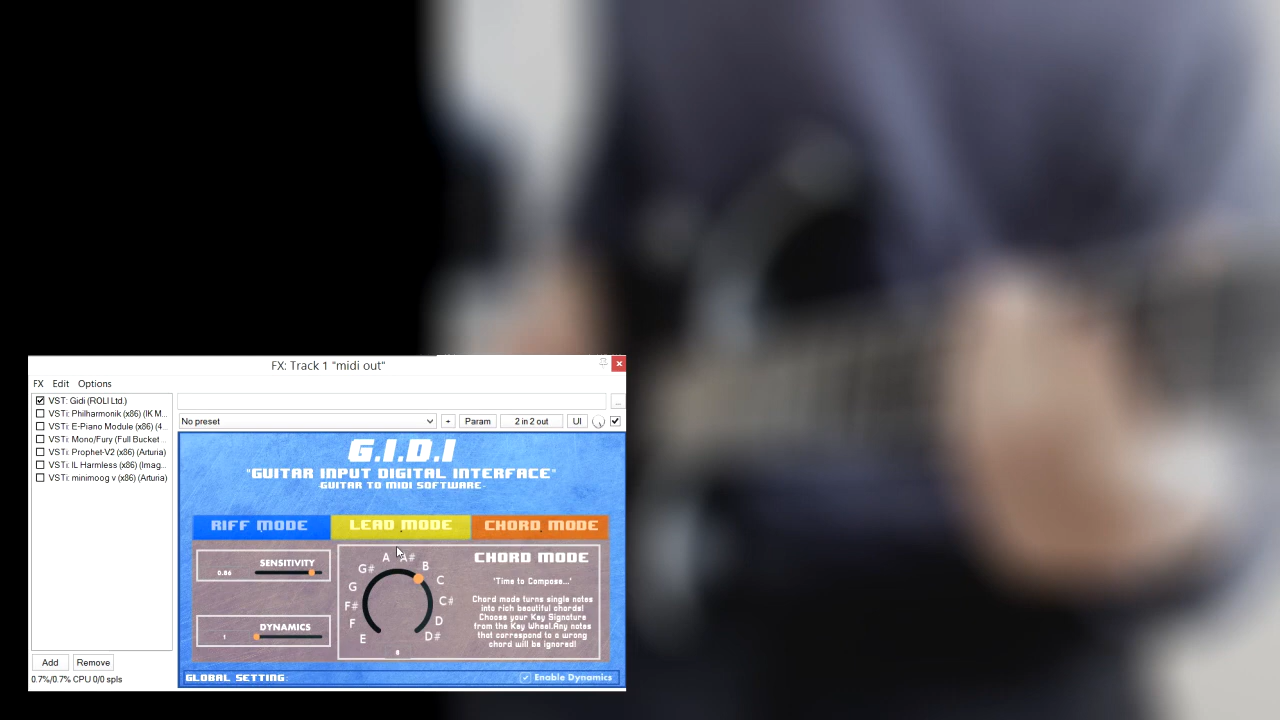 FX: Track 1 "midi out"
FX Edit Options
VST: Gidi (ROLI Ltd.)
VSTi: Philharmonik (x86) (IK M...
VSTi: E-Piano Module (x86) (4...
VSTi: Mono/Fury (Full Bucket ...
VSTi: Prophet-V2 (x86) (Arturia)
VSTi: IL Harmless (x86) (Imag...
VSTi: minimoog v (x86) (Arturia)
Add Remove
0.7%/0.7% CPU 0/0 spls
...
No preset + Param 2 in 2 out UI
G.I.D.I
"GUITAR INPUT DIGITAL INTERFACE"
-GUITAR TO MIDI SOFTWARE-
RIFF MODE LEAD MODE CHORD MODE
SENSITIVITY
0.86
DYNAMICS
1
E
F
F#
G
G#
A
A#
B
C
C#
D
D#
6
CHORD MODE
'Time to Compose...'
Chord mode turns single notes
into rich beautiful chords!
Choose your Key Signature
from the Key Wheel.Any notes
that correspond to a wrong
chord will be ignored!
GLOBAL SETTING: Enable Dynamics